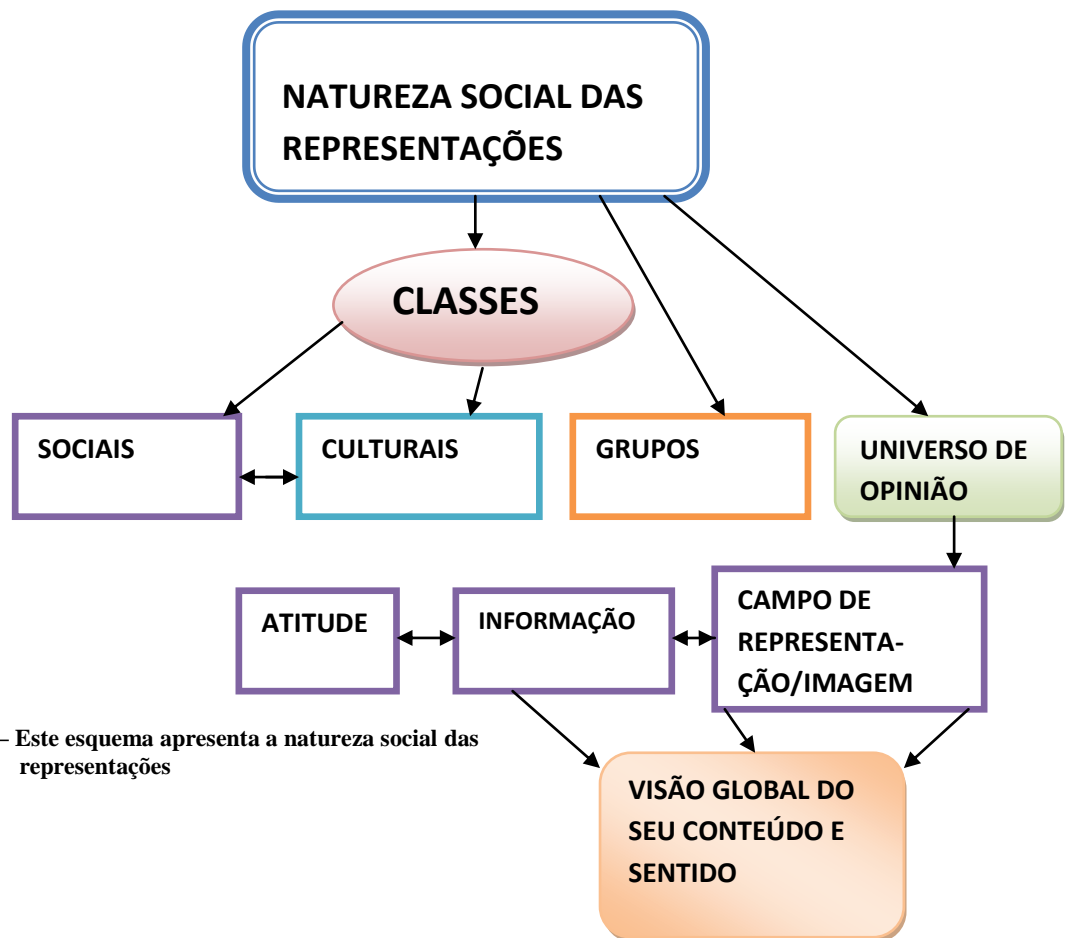 NATUREZA SOCIAL DAS
REPRESENTAÇÕES
CLASSES
SOCIAIS
CULTURAIS
GRUPOS
UNIVERSO DE
OPINIÃO
ATITUDE
INFORMAÇÃO
CAMPO DE
REPRESENTA-
ÇÃO/IMAGEM
– Este esquema apresenta a natureza social das
representações
VISÃO GLOBAL DO
SEU CONTEÚDO E
SENTIDO